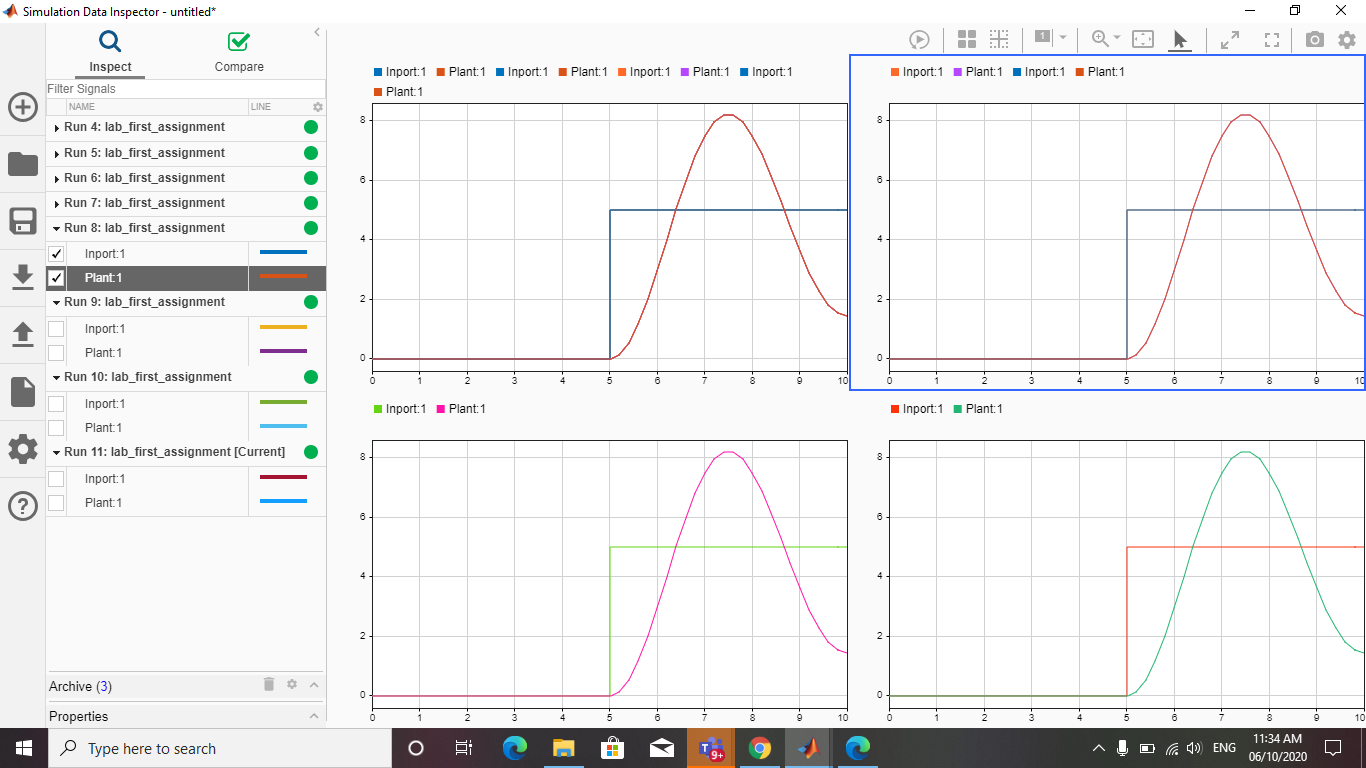 Simulation Data Inspector - untitled*
Inspect
Compare
Filter Signals
NAME LINE
Run 4: lab_first_assignment
Run 5: lab_first_assignment
Run 6: lab_first_assignment
Run 7: lab_first_assignment
Run 8: lab_first_assignment
Inport:1
Plant:1
Run 9: lab_first_assignment
Inport:1
Plant:1
Run 10: lab_first_assignment
Inport:1
Plant:1
Run 11: lab_first_assignment [Current]
Inport:1
Plant:1
Archive (3)
Properties
1
Inport:1 Plant:1 Inport:1 Plant:1 Inport:1 Plant:1 Inport:1
Plant:1
8
6
4
2
0
0 1 2 3 4 5 6 7 8 9 10
Inport:1 Plant:1 Inport:1 Plant:1
8
6
4
2
0
0 1 2 3 4 5 6 7 8 9 10
Inport:1 Plant:1
8
6
4
2
0
0 1 2 3 4 5 6 7 8 9 10
Inport:1 Plant:1
8
6
4
2
0
0 1 2 3 4 5 6 7 8 9 10
Type here to search
9+
ENG
11:34 AM
06/10/2020